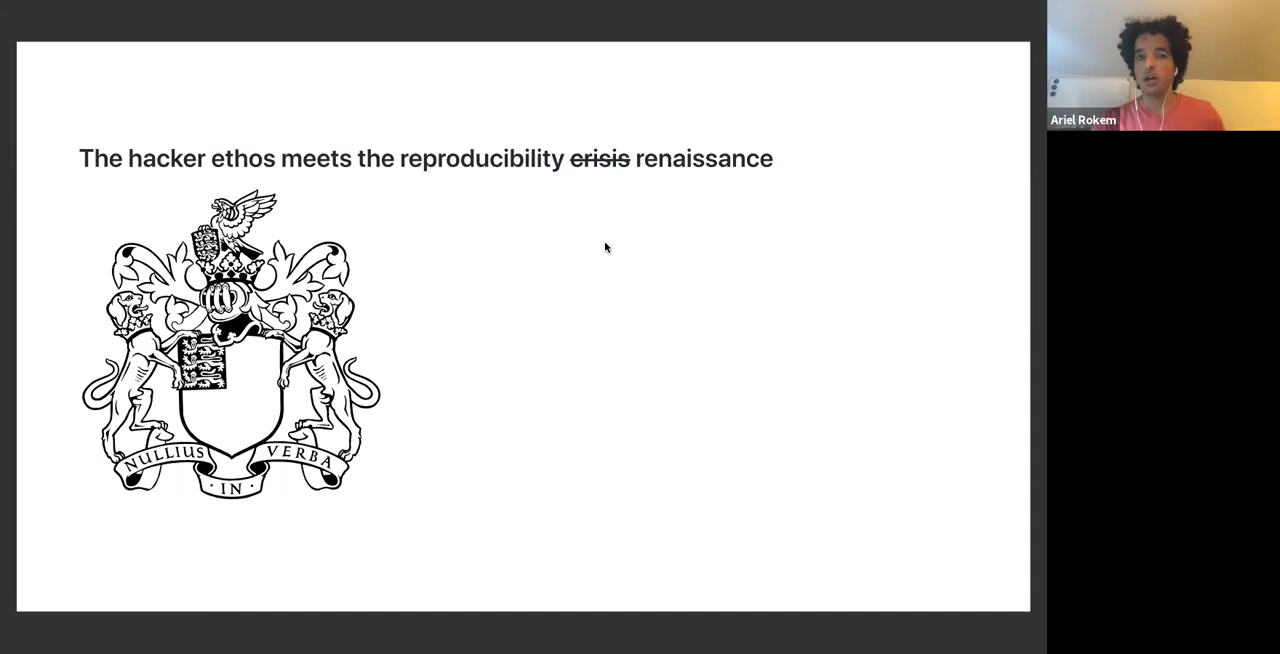 The hacker ethos meets the reproducibility crisis renaissance
NULLIUS
· IN ·
VERBA
Ariel Rokem